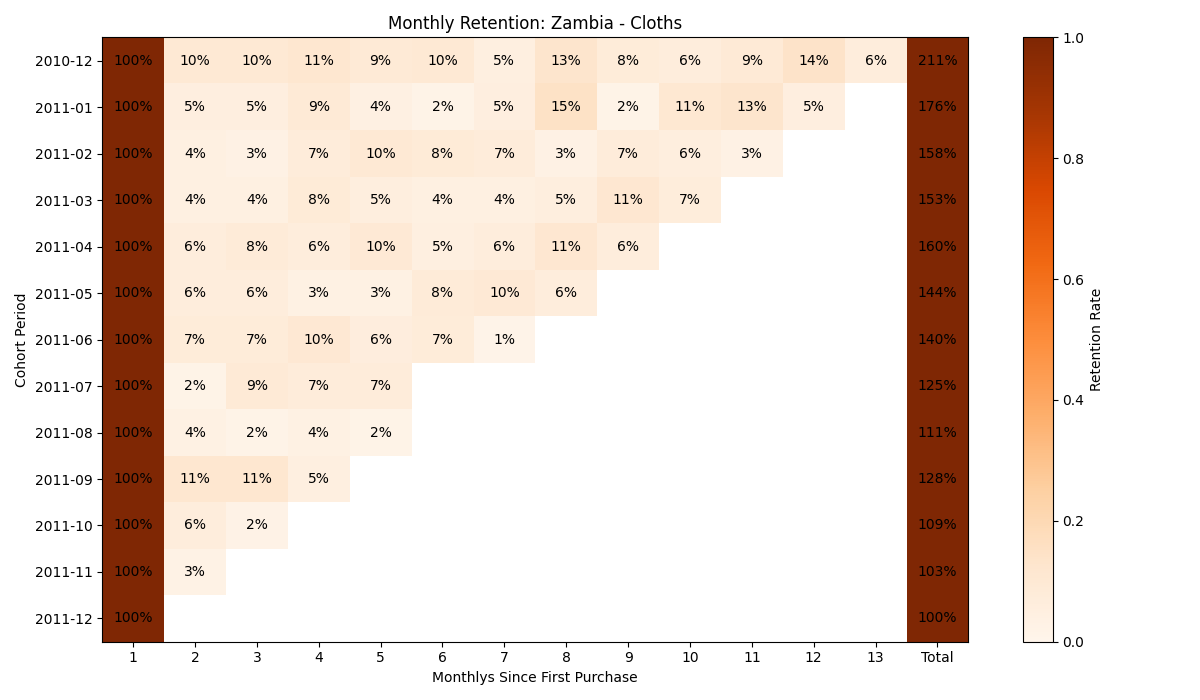 Monthly Retention: Zambia - Cloths
2010-12 100% 10% 10% 11% 9% 10% 5% 13% 8% 6% 9% 14% 6% 211%
2011-01 100% 5% 5% 9% 4% 2% 5% 15% 2% 11% 13% 5% 176%
2011-02 100% 4% 3% 7% 10% 8% 7% 3% 7% 6% 3% 158%
2011-03 100% 4% 4% 8% 5% 4% 4% 5% 11% 7% 153%
2011-04 100% 6% 8% 6% 10% 5% 6% 11% 6% 160%
2011-05 100% 6% 6% 3% 3% 8% 10% 6% 144%
2011-06 100% 7% 7% 10% 6% 7% 1% 140%
2011-07 100% 2% 9% 7% 7% 125%
2011-08 100% 4% 2% 4% 2% 111%
2011-09 100% 11% 11% 5% 128%
2011-10 100% 6% 2% 109%
2011-11 100% 3% 103%
2011-12 100% 100%
1 2 3 4 5 6 7 8 9 10 11 12 13 Total
Monthlys Since First Purchase
Cohort Period
1.0
0.8
0.6
0.4
0.2
0.0
Retention Rate